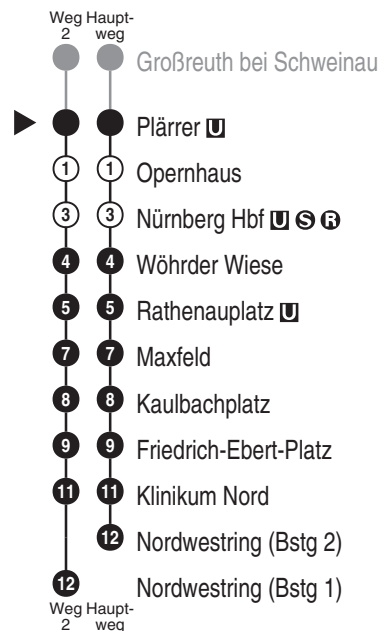 Weg Haupt-
2 weg
Großreuth bei Schweinau
Plärrer U
1 1 Opernhaus
3 3 Nürnberg Hbf U S R
4 4 Wöhrder Wiese
5 5 Rathenauplatz U
7 7 Maxfeld
8 8 Kaulbachplatz
9 9 Friedrich-Ebert-Platz
11 11 Klinikum Nord
12 Nordwestring (Bstg 2)
12 Nordwestring (Bstg 1)
Weg Haupt-
2 weg